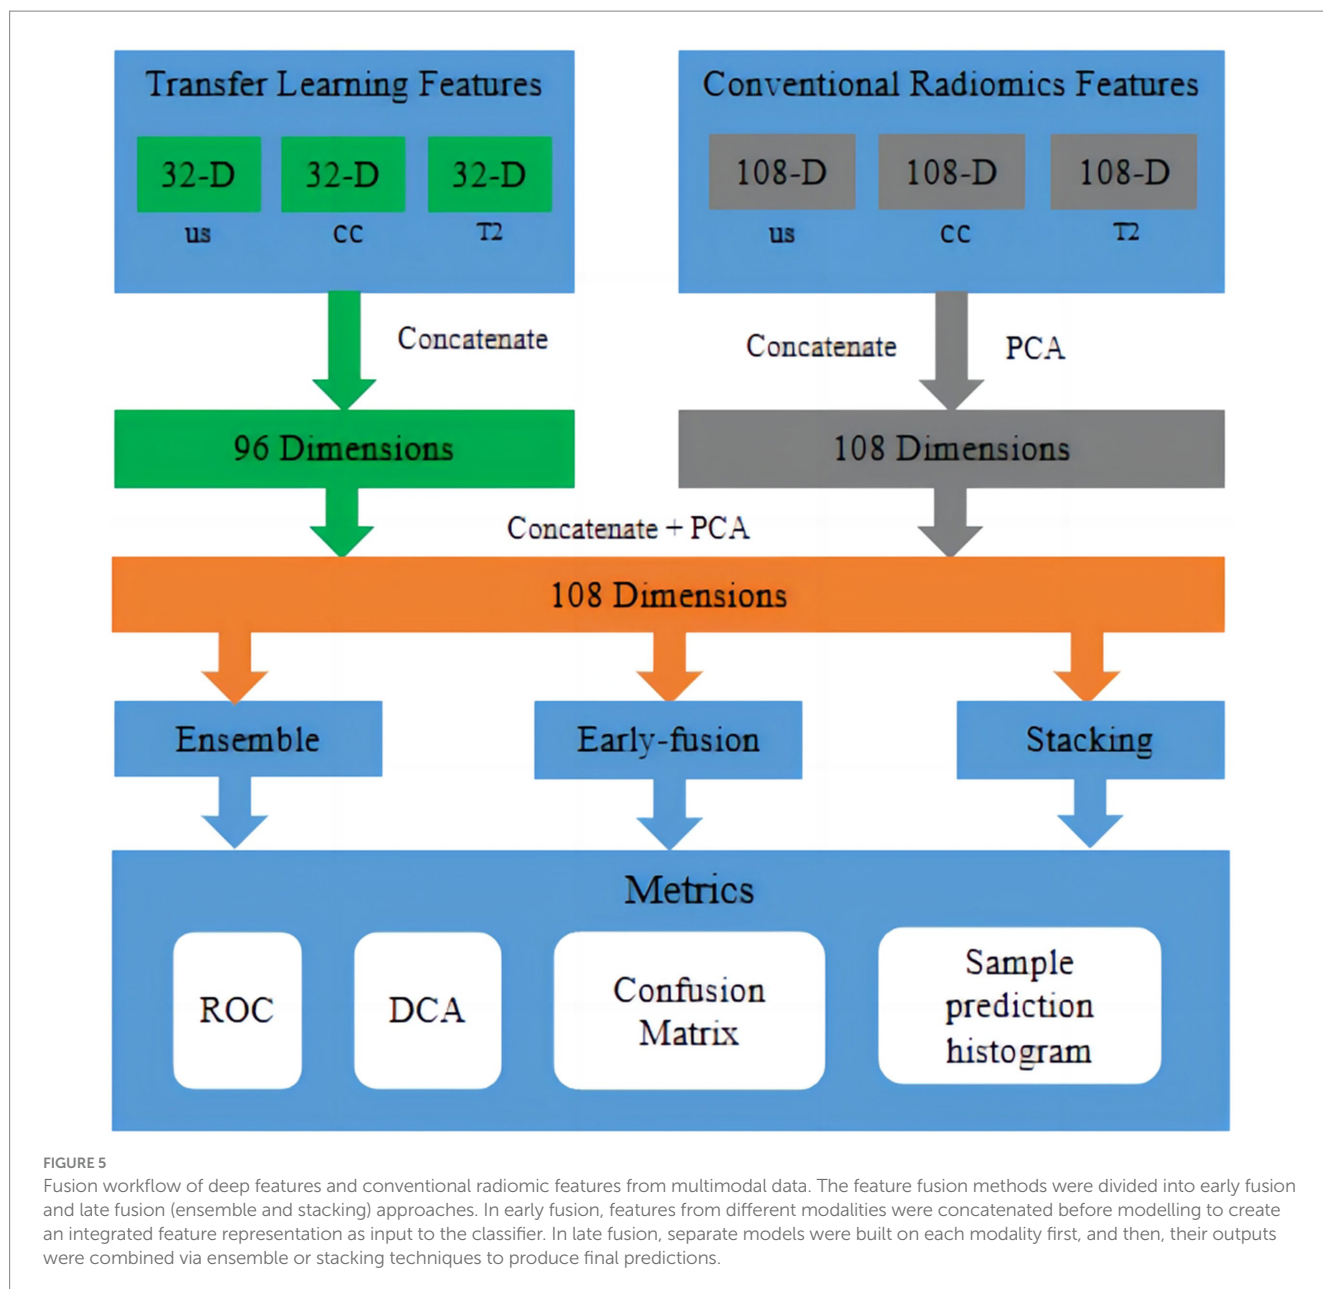 Transfer Learning Features
32-D 32-D 32-D
us cc T2
Conventional Radiomics Features
108-D 108-D 108-D
us cc T2
Concatenate
Concatenate PCA
96 Dimensions
108 Dimensions
Concatenate + PCA
108 Dimensions
Ensemble
Early-fusion
Stacking
Metrics
ROC
DCA
Confusion
Matrix
Sample
prediction
histogram
FIGURE 5
Fusion workflow of deep features and conventional radiomic features from multimodal data. The feature fusion methods were divided into early fusion
and late fusion (ensemble and stacking) approaches. In early fusion, features from different modalities were concatenated before modelling to create
an integrated feature representation as input to the classifier. In late fusion, separate models were built on each modality first, and then, their outputs
were combined via ensemble or stacking techniques to produce final predictions.